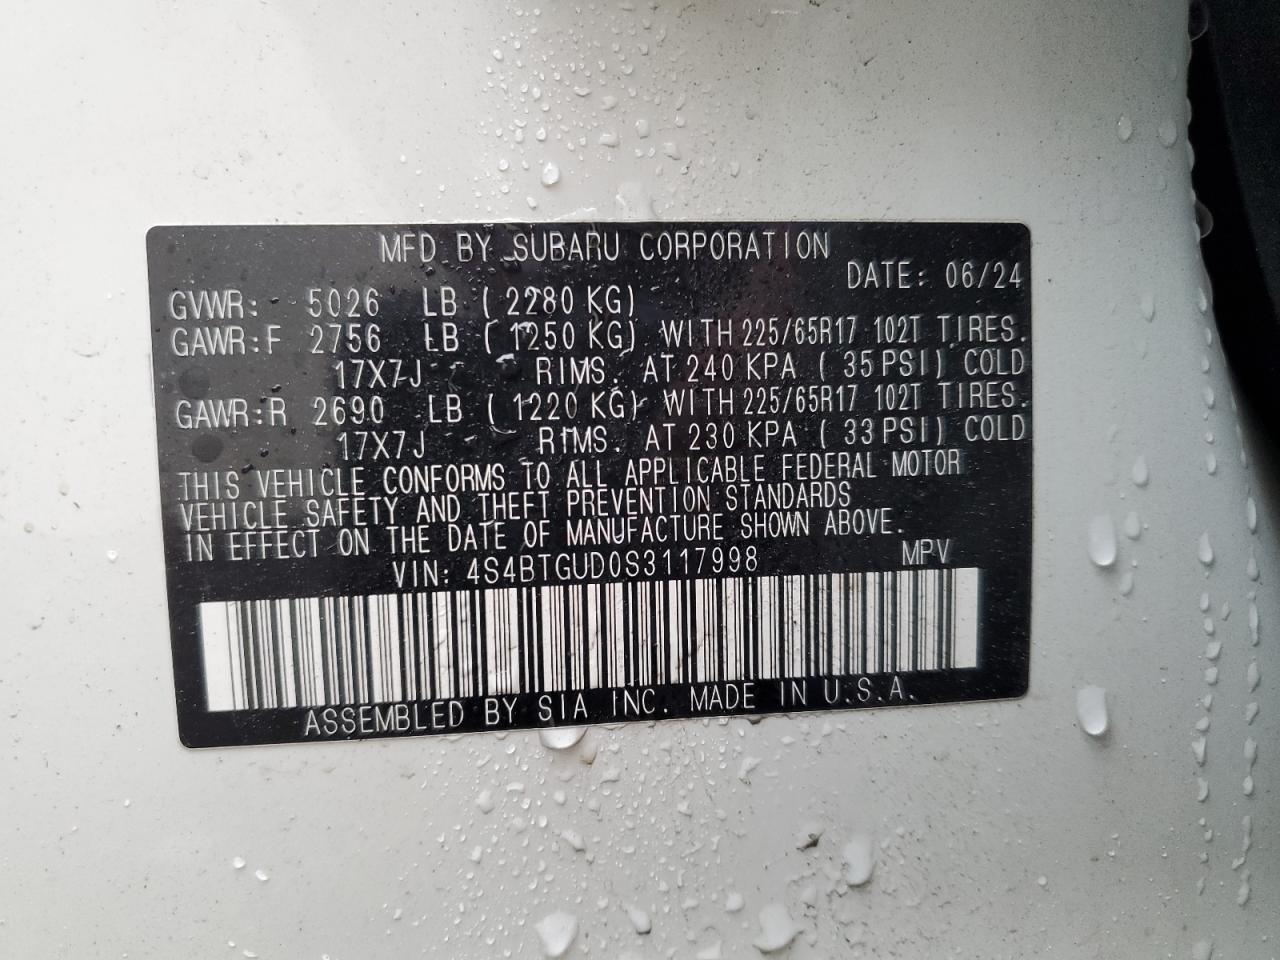 MFD BY SUBARU CORPORATION
DATE: 06/24
GVWR: 5026 LB ( 2280 KG)
GAWR:F 2756 LB ( 1250 KG) WITH 225/65R17 102T TIRES.
17X7J RIMS. AT 240 KPA ( 35 PSI) COLD
GAWR:R 2690 LB ( 1220 KG) WITH 225/65R17 102T TIRES.
17X7J RIMS. AT 230 KPA ( 33 PSI) COLD
THIS VEHICLE CONFORMS TO ALL APPLICABLE FEDERAL MOTOR
VEHICLE SAFETY AND THEFT PREVENTION STANDARDS
IN EFFECT ON THE DATE OF MANUFACTURE SHOWN ABOVE.
VIN: 4S4BTGUD0S3117998 MPV
ASSEMBLED BY SIA INC. MADE IN U.S.A.